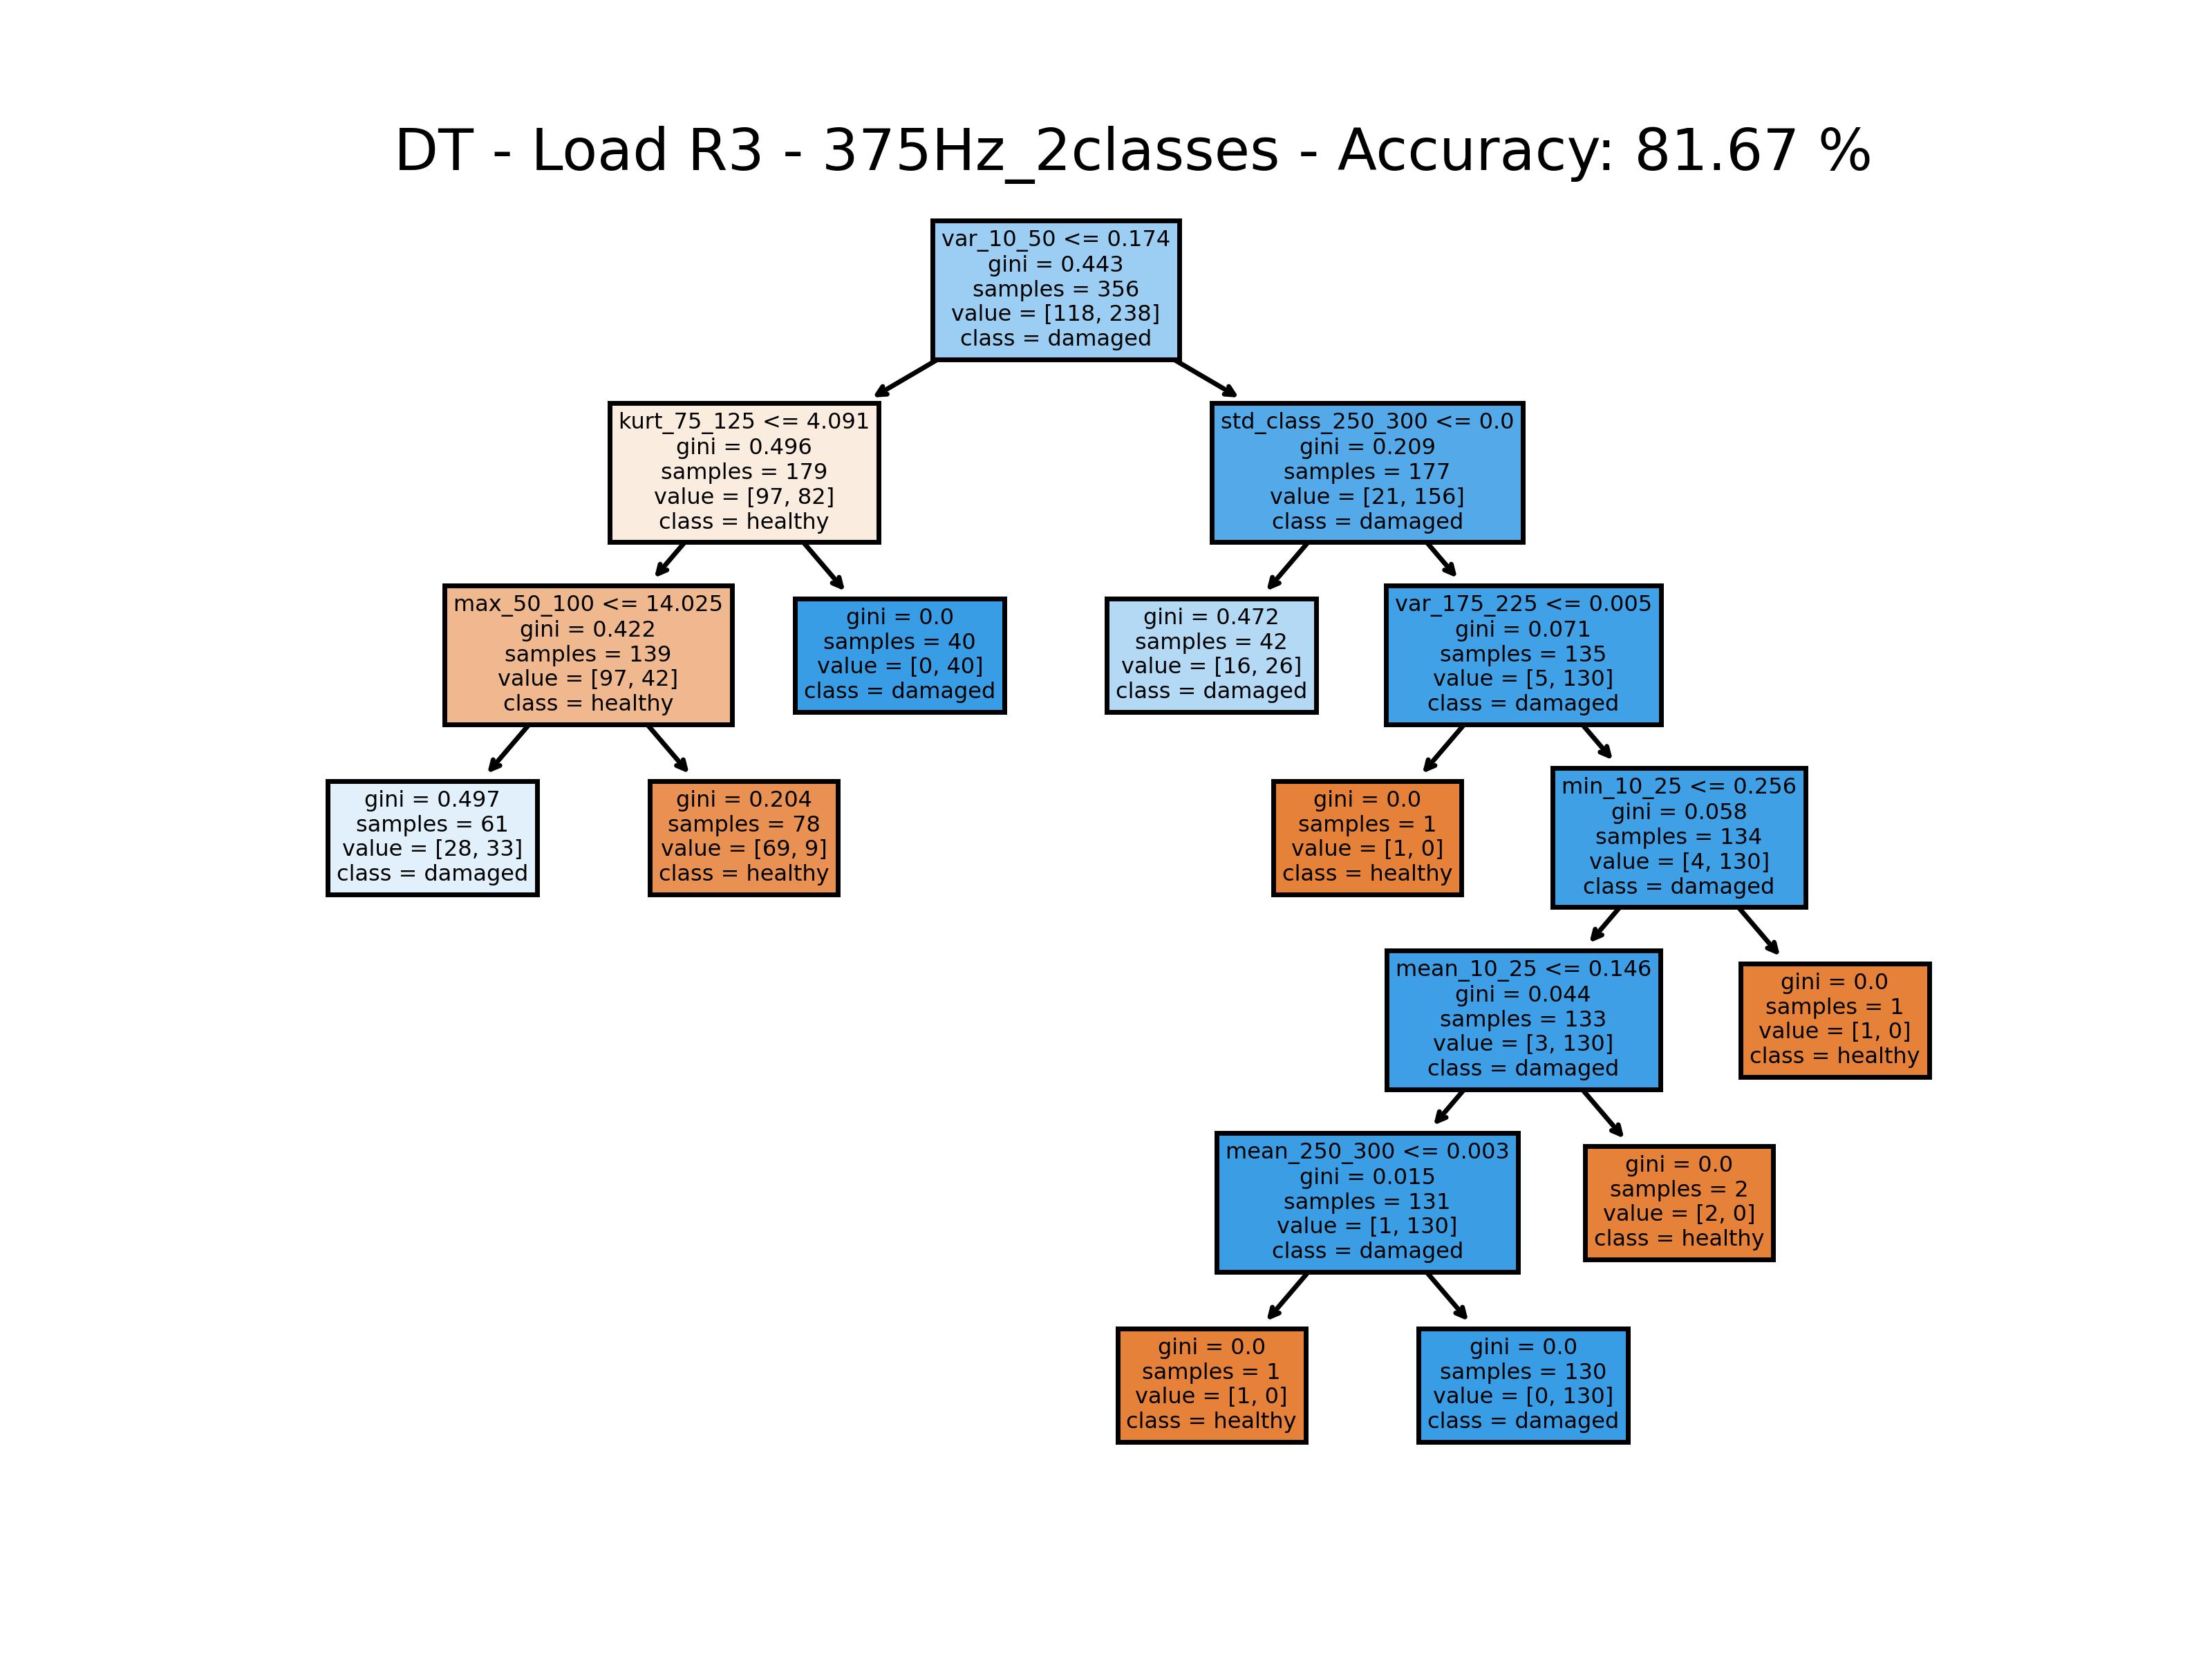 DT - Load R3 - 375Hz_2classes - Accuracy: 81.67 %
var_10_50 <= 0.174
gini = 0.443
samples = 356
value = [118, 238]
class = damaged
kurt_75_125 <= 4.091
gini = 0.496
samples = 179
value = [97, 82]
class = healthy
std_class_250_300 <= 0.0
gini = 0.209
samples = 177
value = [21, 156]
class = damaged
max_50_100 <= 14.025
gini = 0.422
samples = 139
value = [97, 42]
class = healthy
gini = 0.0
samples = 40
value = [0, 40]
class = damaged
gini = 0.472
samples = 42
value = [16, 26]
class = damaged
var_175_225 <= 0.005
gini = 0.071
samples = 135
value = [5, 130]
class = damaged
gini = 0.497
samples = 61
value = [28, 33]
class = damaged
gini = 0.204
samples = 78
value = [69, 9]
class = healthy
gini = 0.0
samples = 1
value = [1, 0]
class = healthy
min_10_25 <= 0.256
gini = 0.058
samples = 134
value = [4, 130]
class = damaged
mean_10_25 <= 0.146
gini = 0.044
samples = 133
value = [3, 130]
class = damaged
gini = 0.0
samples = 1
value = [1, 0]
class = healthy
mean_250_300 <= 0.003
gini = 0.015
samples = 131
value = [1, 130]
class = damaged
gini = 0.0
samples = 2
value = [2, 0]
class = healthy
gini = 0.0
samples = 1
value = [1, 0]
class = healthy
gini = 0.0
samples = 130
value = [0, 130]
class = damaged